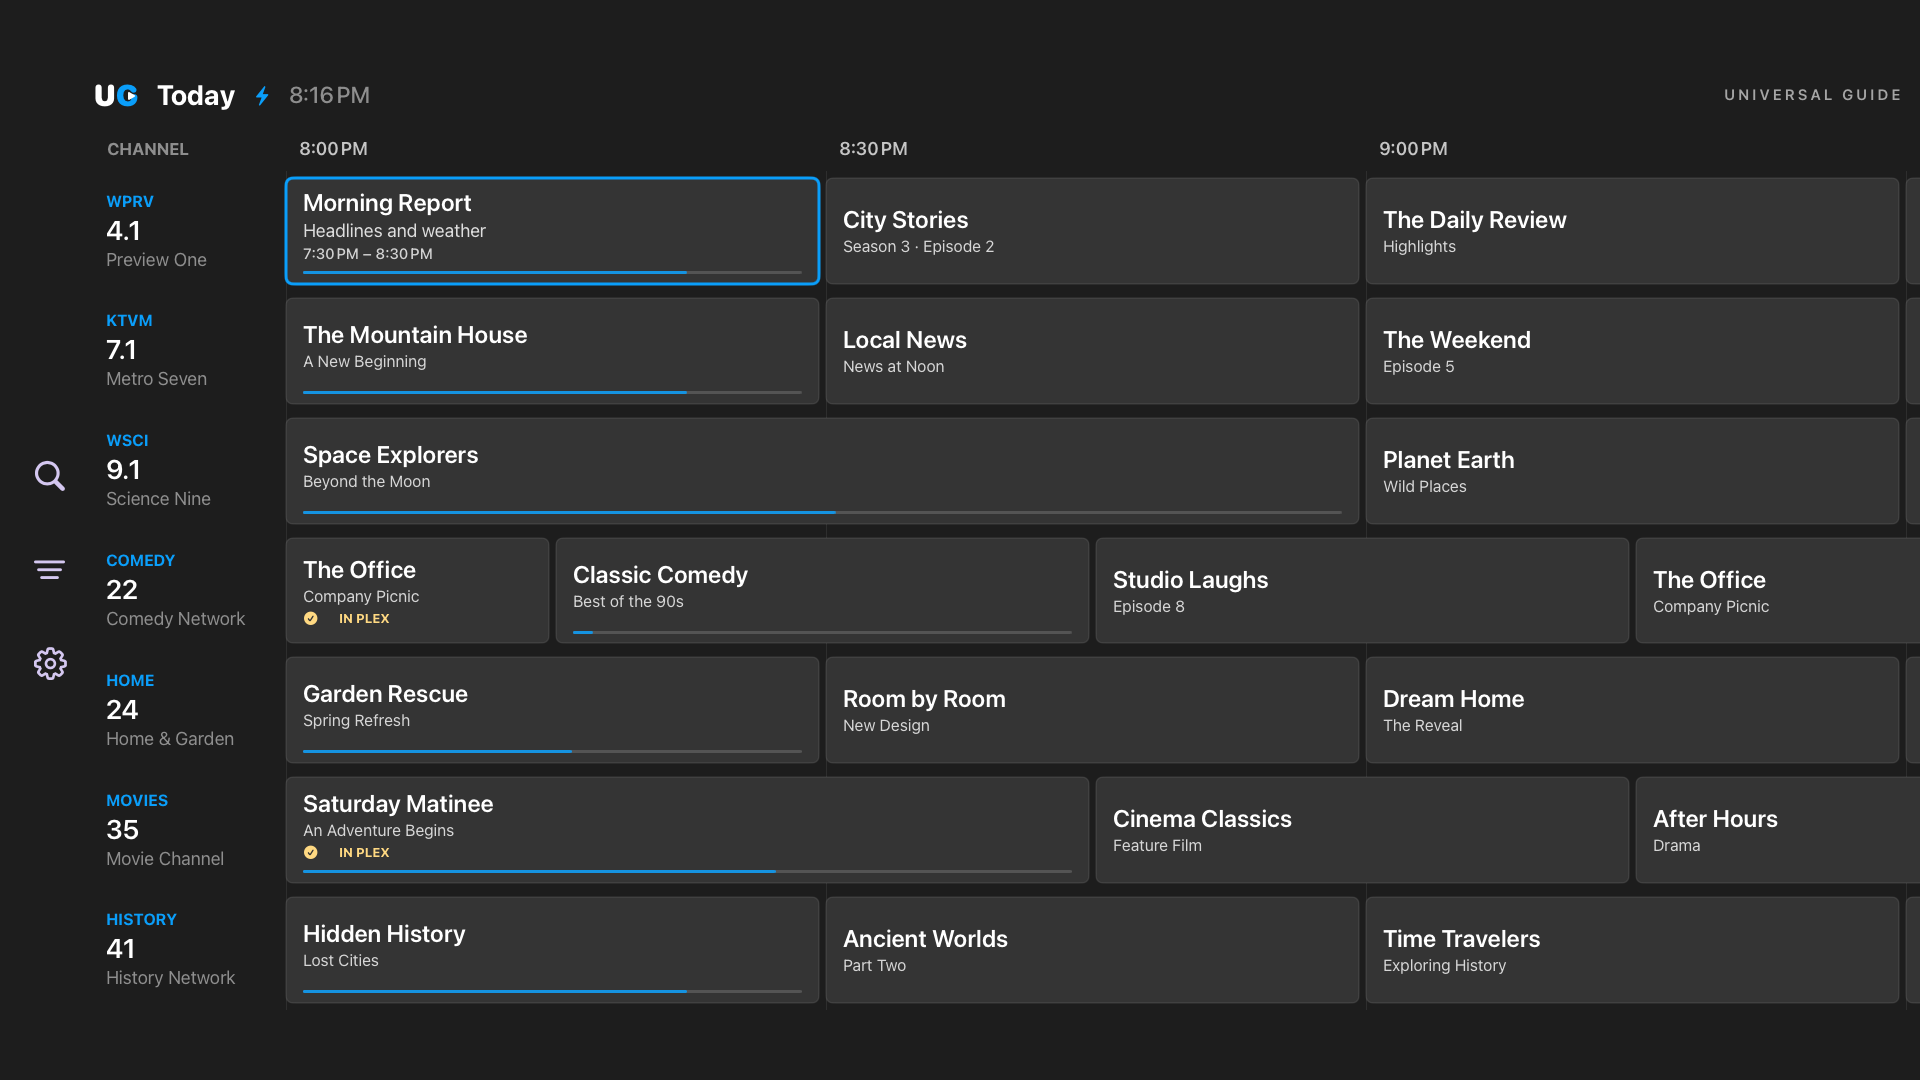 UG Today 8:16 PM
UNIVERSAL GUIDE
CHANNEL 8:00 PM 8:30 PM 9:00 PM
WPRV
4.1
Preview One
Morning Report
Headlines and weather
7:30 PM – 8:30 PM
City Stories
Season 3 · Episode 2
The Daily Review
Highlights
KTVM
7.1
Metro Seven
The Mountain House
A New Beginning
Local News
News at Noon
The Weekend
Episode 5
WSCI
9.1
Science Nine
Space Explorers
Beyond the Moon
Planet Earth
Wild Places
COMEDY
22
Comedy Network
The Office
Company Picnic
IN PLEX
Classic Comedy
Best of the 90s
Studio Laughs
Episode 8
The Office
Company Picnic
HOME
24
Home & Garden
Garden Rescue
Spring Refresh
Room by Room
New Design
Dream Home
The Reveal
MOVIES
35
Movie Channel
Saturday Matinee
An Adventure Begins
IN PLEX
Cinema Classics
Feature Film
After Hours
Drama
HISTORY
41
History Network
Hidden History
Lost Cities
Ancient Worlds
Part Two
Time Travelers
Exploring History